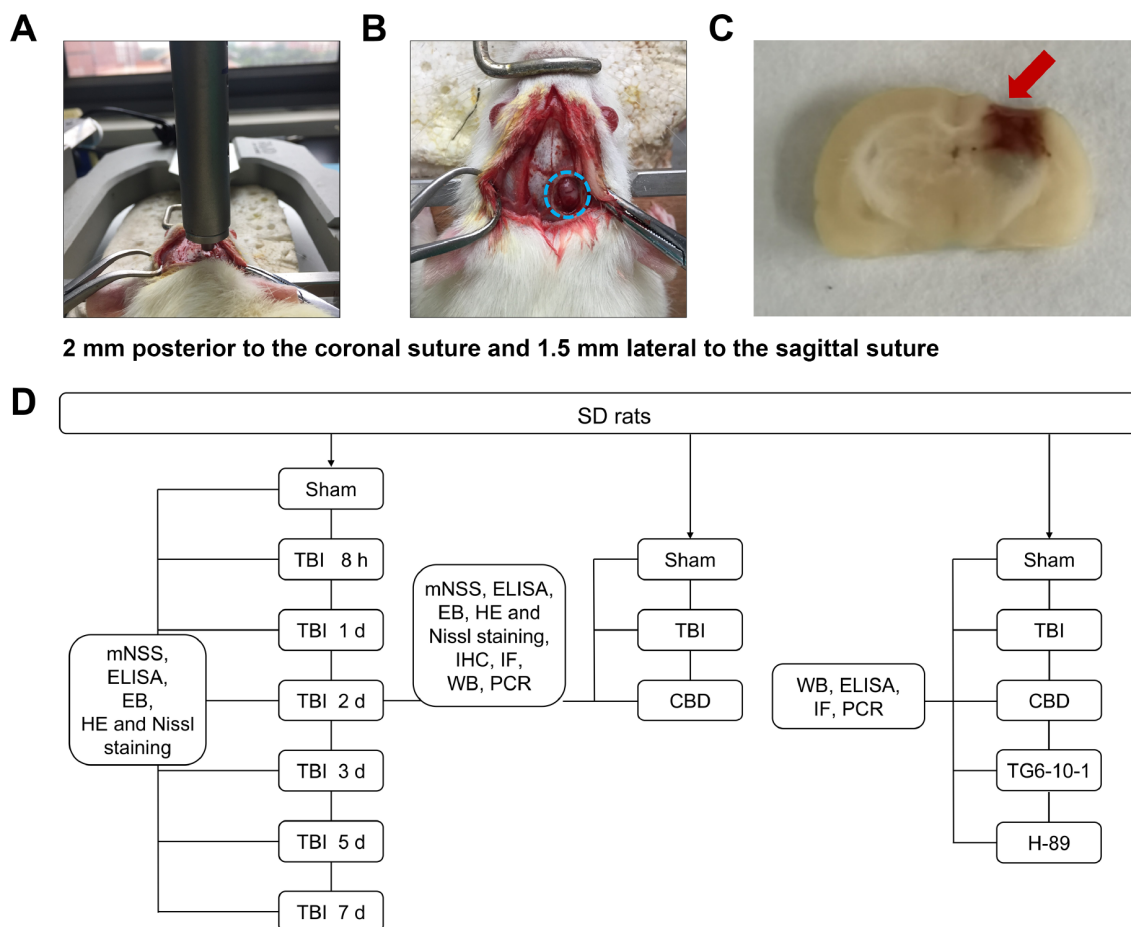 A
B
C
2 mm posterior to the coronal suture and 1.5 mm lateral to the sagittal suture
D
SD rats
Sham
TBI 8 h
TBI 1 d
TBI 2 d
TBI 3 d
TBI 5 d
TBI 7 d
mNSS,
ELISA,
EB,
HE and Nissl
staining
mNSS, ELISA,
EB, HE and
Nissl staining,
IHC, IF,
WB, PCR
Sham
TBI
CBD
WB, ELISA,
IF, PCR
Sham
TBI
CBD
TG6-10-1
H-89